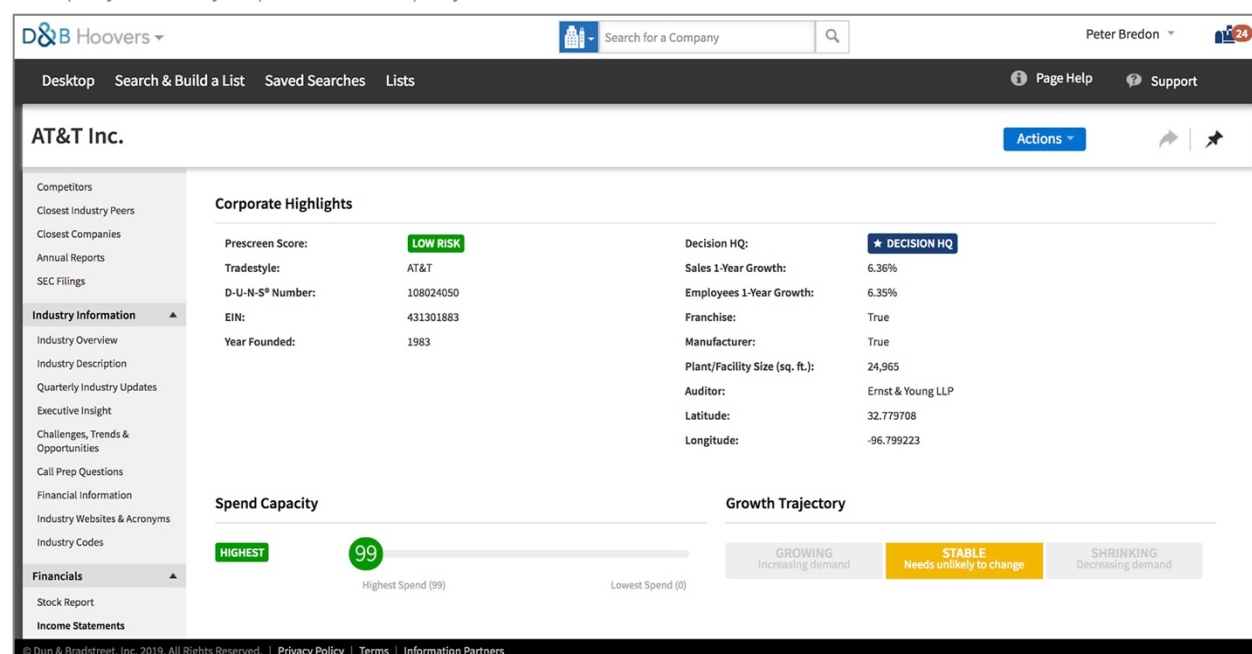 D&B Hoovers
Search for a Company
Peter Bredon
24
Desktop Search & Build a List Saved Searches Lists
Page Help Support
AT&T Inc.
Actions
Competitors
Closest Industry Peers
Closest Companies
Annual Reports
SEC Filings
Industry Information
Industry Overview
Industry Description
Quarterly Industry Updates
Executive Insight
Challenges, Trends &
Opportunities
Call Prep Questions
Financial Information
Industry Websites & Acronyms
Industry Codes
Financials
Stock Report
Income Statements
Corporate Highlights
Prescreen Score: LOW RISK
Tradestyle: AT&T
D-U-N-S® Number: 108024050
EIN: 431301883
Year Founded: 1983
Decision HQ: ★ DECISION HQ
Sales 1-Year Growth: 6.36%
Employees 1-Year Growth: 6.35%
Franchise: True
Manufacturer: True
Plant/Facility Size (sq. ft.): 24,965
Auditor: Ernst & Young LLP
Latitude: 32.779708
Longitude: -96.799223
Spend Capacity
HIGHEST 99
Highest Spend (99) Lowest Spend (0)
Growth Trajectory
GROWING STABLE SHRINKING
Increasing demand Needs unlikely to change Decreasing demand
© Dun & Bradstreet, Inc. 2019. All Rights Reserved. | Privacy Policy | Terms | Information Partners